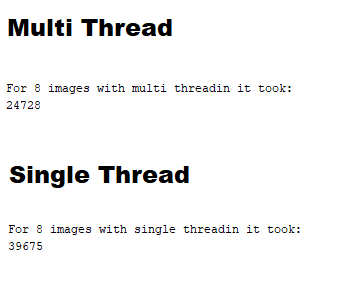 Multi Thread
For 8 images with multi threadin it took:
24728
Single Thread
For 8 images with single threadin it took:
39675